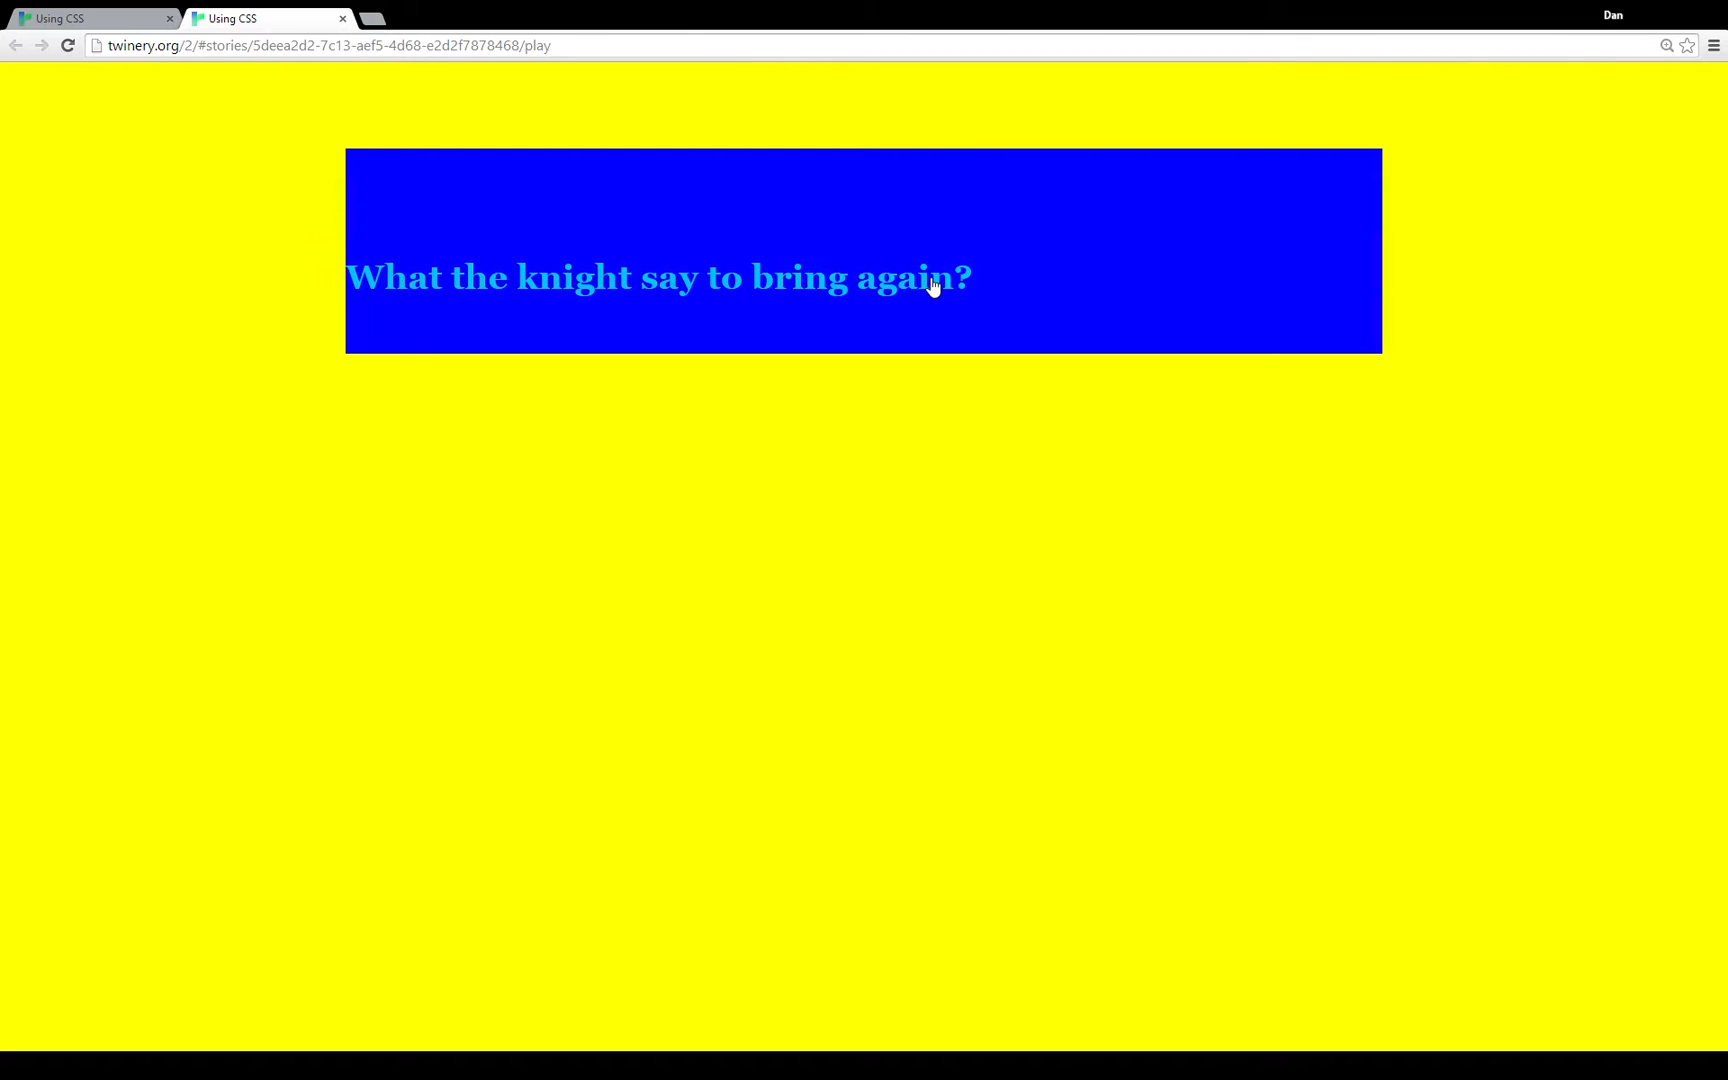 Using CSS
Using CSS
Dan
twinery.org/2/#stories/5deea2d2-7c13-aef5-4d68-e2d2f7878468/play
What the knight say to bring again?